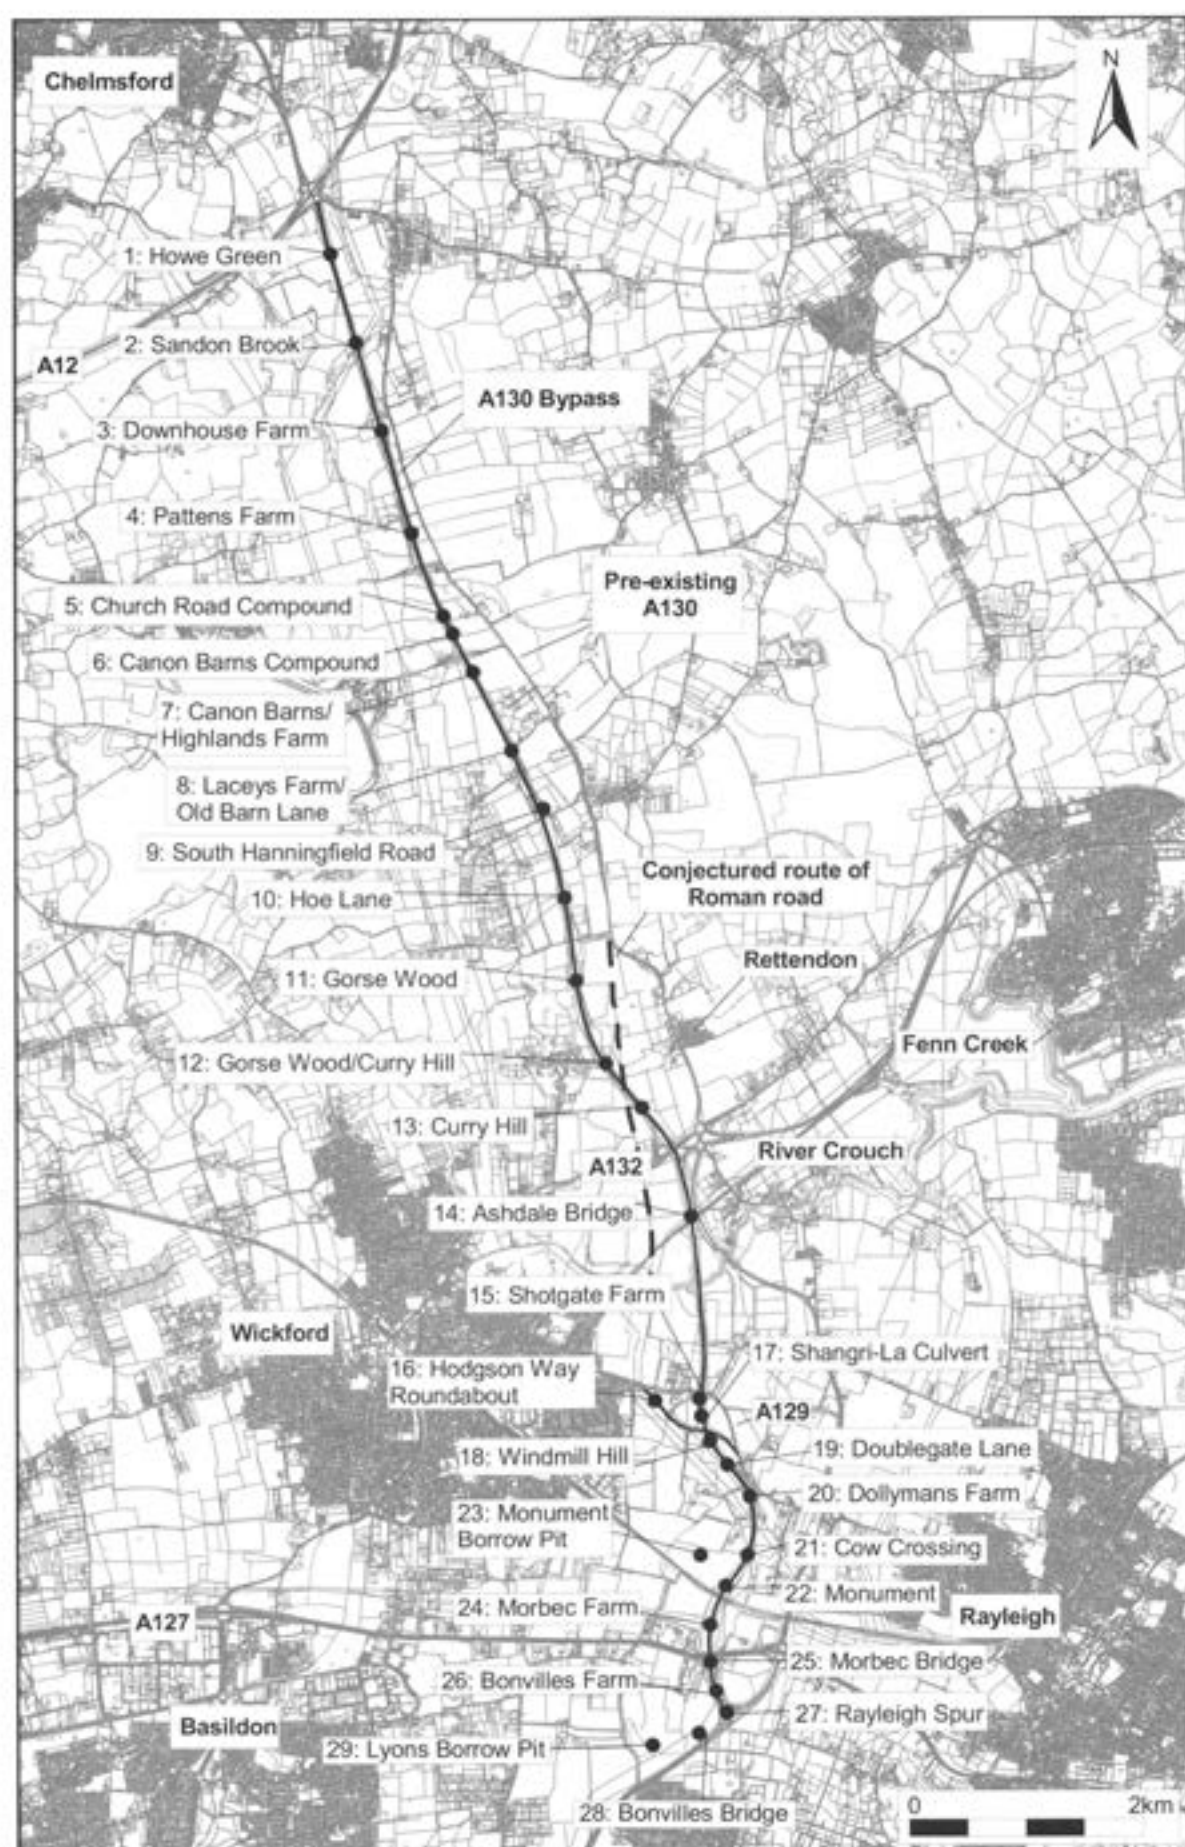 Chelmsford
N
1: Howe Green
2: Sandon Brook
A12
A130 Bypass
3: Downhouse Farm
4: Pattens Farm
Pre-existing
A130
5: Church Road Compound
6: Canon Barns Compound
7: Canon Barns/
Highlands Farm
8: Laceys Farm/
Old Barn Lane
9: South Hanningfield Road
Conjectured route of
Roman road
10: Hoe Lane
Rettendon
11: Gorse Wood
Fenn Creek
12: Gorse Wood/Curry Hill
13: Curry Hill
River Crouch
A132
14: Ashdale Bridge
15: Shotgate Farm
Wickford
17: Shangri-La Culvert
16: Hodgson Way
Roundabout
A129
18: Windmill Hill
19: Doublegate Lane
20: Dollymans Farm
23: Monument
Borrow Pit
21: Cow Crossing
22: Monument
24: Morbec Farm
Rayleigh
A127
25: Morbec Bridge
26: Bonvilles Farm
27: Rayleigh Spur
Basildon
29: Lyons Borrow Pit
28: Bonvilles Bridge
0 2km